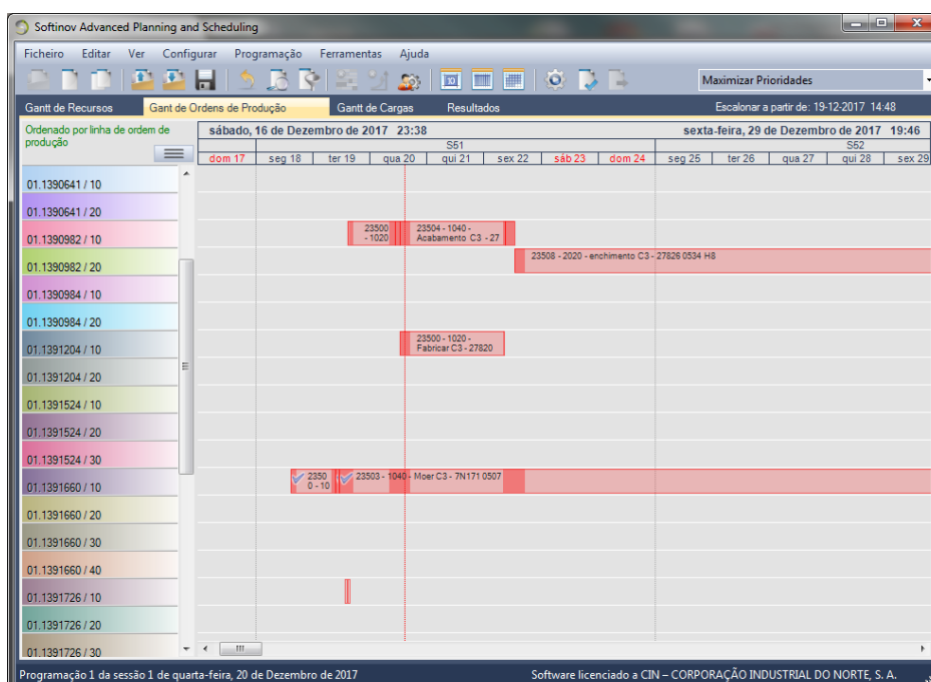 Softinov Advanced Planning and Scheduling
Ficheiro Editar Ver Configurar Programação Ferramentas Ajuda
10
Maximizar Prioridades
Gantt de Recursos Gant de Ordens de Produção Gantt de Cargas Resultados Escalonar a partir de: 19-12-2017 14:48
Ordenado por linha de ordem de
produção
sábado, 16 de Dezembro de 2017 23:38 sexta-feira, 29 de Dezembro de 2017 19:46
S51 S52
dom 17 seg 18 ter 19 qua 20 qui 21 sex 22 sáb 23 dom 24 seg 25 ter 26 qua 27 qui 28 sex 29
01.1390641 / 10
01.1390641 / 20
01.1390982 / 10
23500
- 1020
23504 - 1040 -
Acabamento C3 - 27
01.1390982 / 20
23508 - 2020 - enchimento C3 - 27826 0534 H8
01.1390984 / 10
01.1390984 / 20
01.1391204 / 10
23500 - 1020 -
Fabricar C3 - 27820
01.1391204 / 20
01.1391524 / 10
01.1391524 / 20
01.1391524 / 30
01.1391660 / 10
2350
0 - 10
23503 - 1040 - Moer C3 - 7N171 0507
01.1391660 / 20
01.1391660 / 30
01.1391660 / 40
01.1391726 / 10
01.1391726 / 20
01.1391726 / 30
Programação 1 da sessão 1 de quarta-feira, 20 de Dezembro de 2017 Software licenciado a CIN – CORPORAÇÃO INDUSTRIAL DO NORTE, S. A.